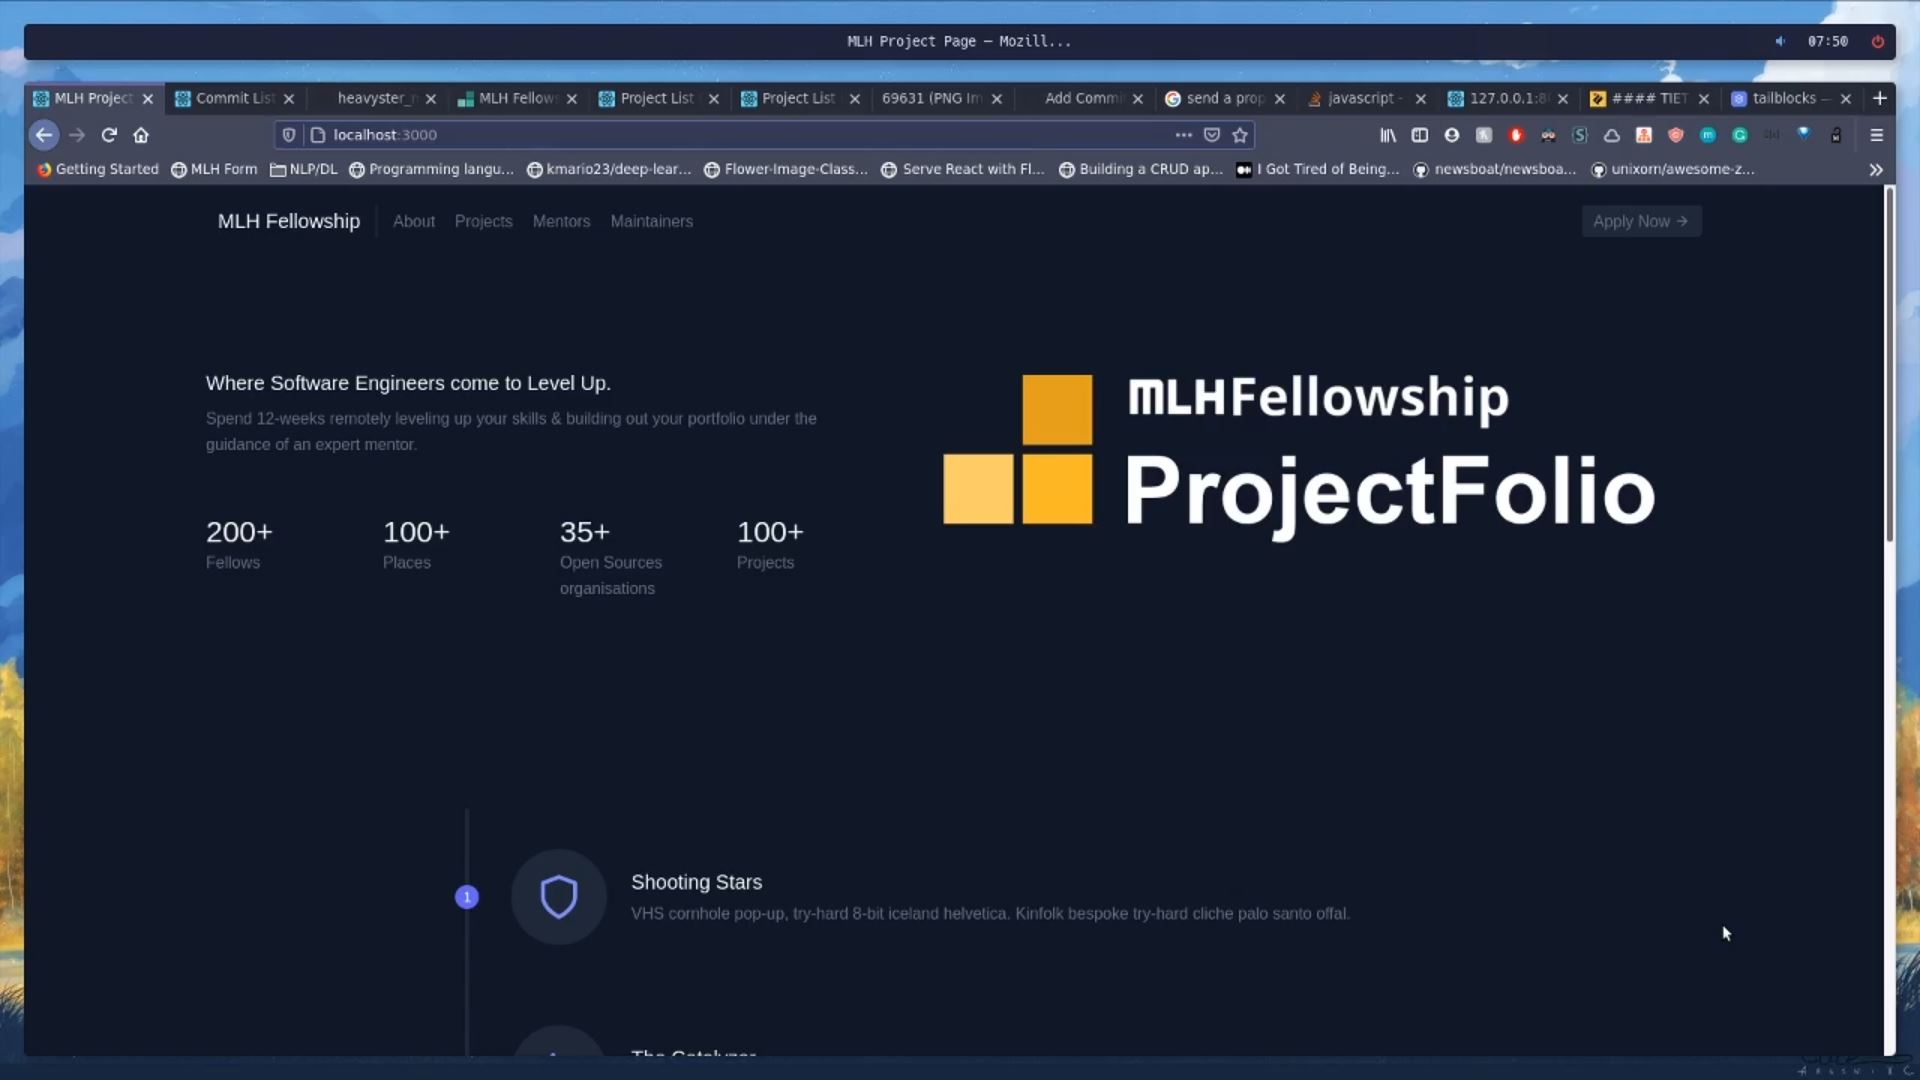 MLH Project Page — Mozill...
07:50
MLH Project
Commit List
heavyster_
MLH Fellow
Project List
Project List
69631 (PNG Im
Add Commi
send a prop
javascript -
127.0.0.1:8
#### TIET
tailblocks —
localhost:3000
Getting Started
MLH Form
NLP/DL
Programming langu...
kmario23/deep-lear...
Flower-Image-Class...
Serve React with Fl...
Building a CRUD ap...
I Got Tired of Being...
newsboat/newsboa...
unixorn/awesome-z...
MLH Fellowship
About
Projects
Mentors
Maintainers
Apply Now →
Where Software Engineers come to Level Up.
Spend 12-weeks remotely leveling up your skills & building out your portfolio under the
guidance of an expert mentor.
MLHFellowship
ProjectFolio
200+
Fellows
100+
Places
35+
Open Sources
organisations
100+
Projects
1
Shooting Stars
VHS cornhole pop-up, try-hard 8-bit iceland helvetica. Kinfolk bespoke try-hard cliche palo santo offal.